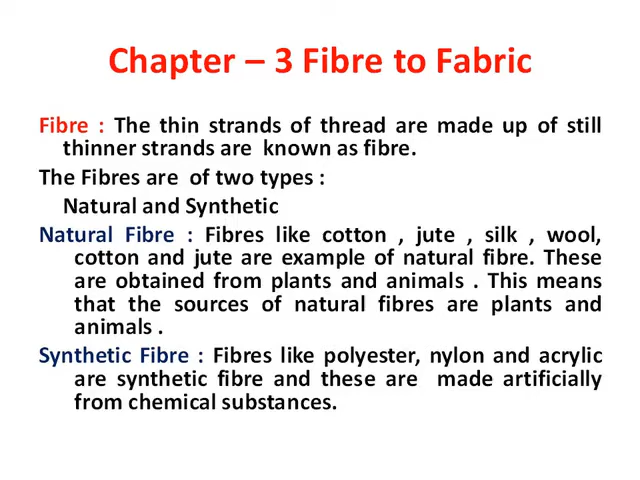 Chapter – 3 Fibre to Fabric
Fibre : The thin strands of thread are made up of still
thinner strands are known as fibre.
The Fibres are of two types :
Natural and Synthetic
Natural Fibre : Fibres like cotton , jute , silk , wool,
cotton and jute are example of natural fibre. These
are obtained from plants and animals . This means
that the sources of natural fibres are plants and
animals .
Synthetic Fibre : Fibres like polyester, nylon and acrylic
are synthetic fibre and these are made artificially
from chemical substances.